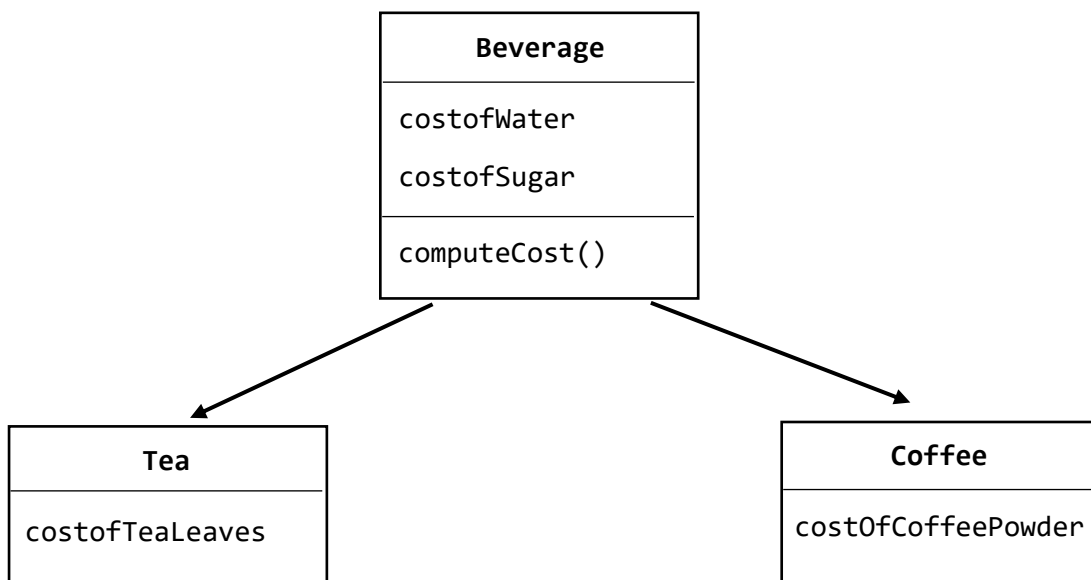 Beverage
costofWater
costofSugar
computeCost()
Tea
costofTeaLeaves
Coffee
costOfCoffeePowder